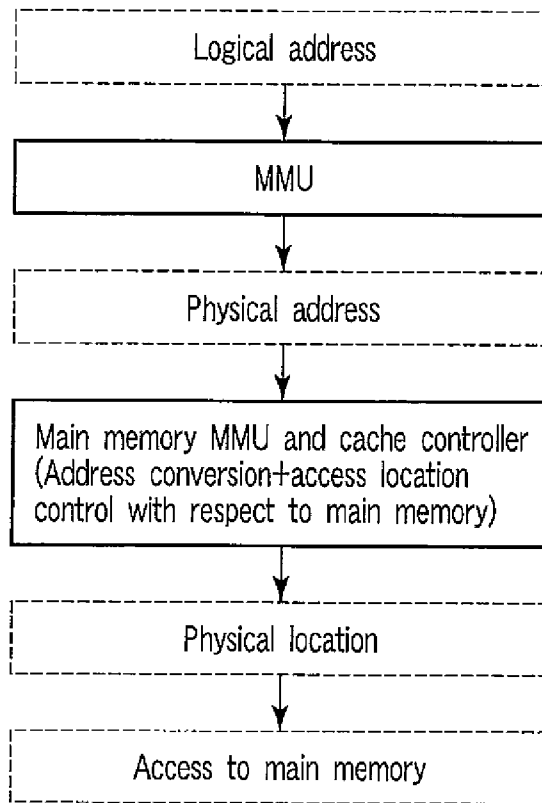 Logical address
MMU
Physical address
Main memory MMU and cache controller
(Address conversion+access location
control with respect to main memory)
Physical location
Access to main memory